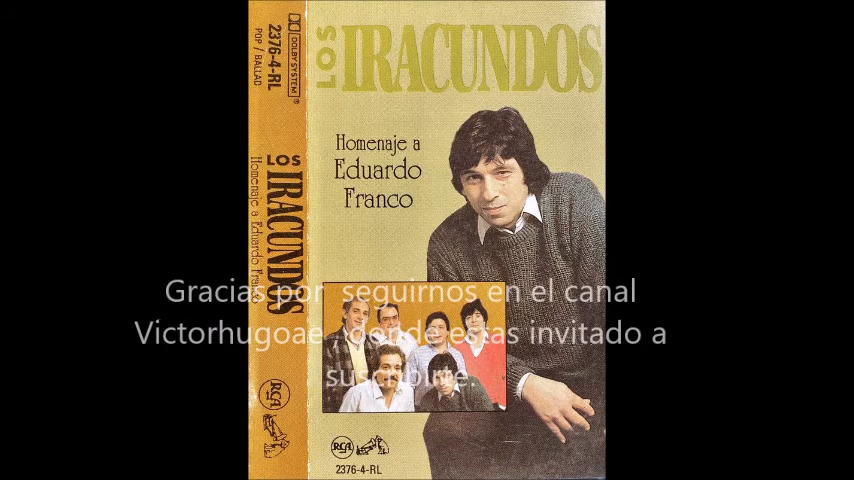 DOLBY SYSTEM®
2376-4-RL
POP / BALLAD
LOS IRACUNDOS
Homenaje a Eduardo Franco
RCA
LOS IRACUNDOS
Homenaje a
Eduardo
Franco
Gracias por seguirnos en el canal
Victorhugoae , donde estas invitado a
suscribirte.
RCA
2376-4-RL